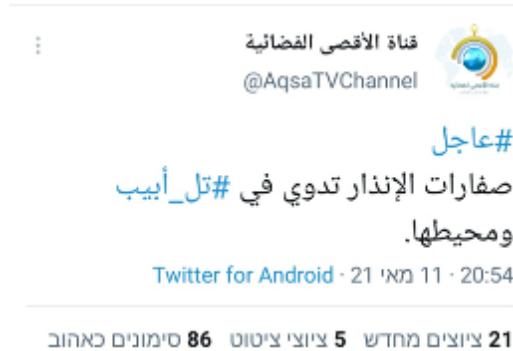 قناة الأقصى الفضائية
@AqsaTVChannel
#عاجل
صفارات الإنذار تدوي في #تل_أبيب
ومحيطها.
20:54 · 11 מאי 21 · Twitter for Android
21 ציוצים מחדש 5 ציוצי ציטוט 86 סימונים כאהוב